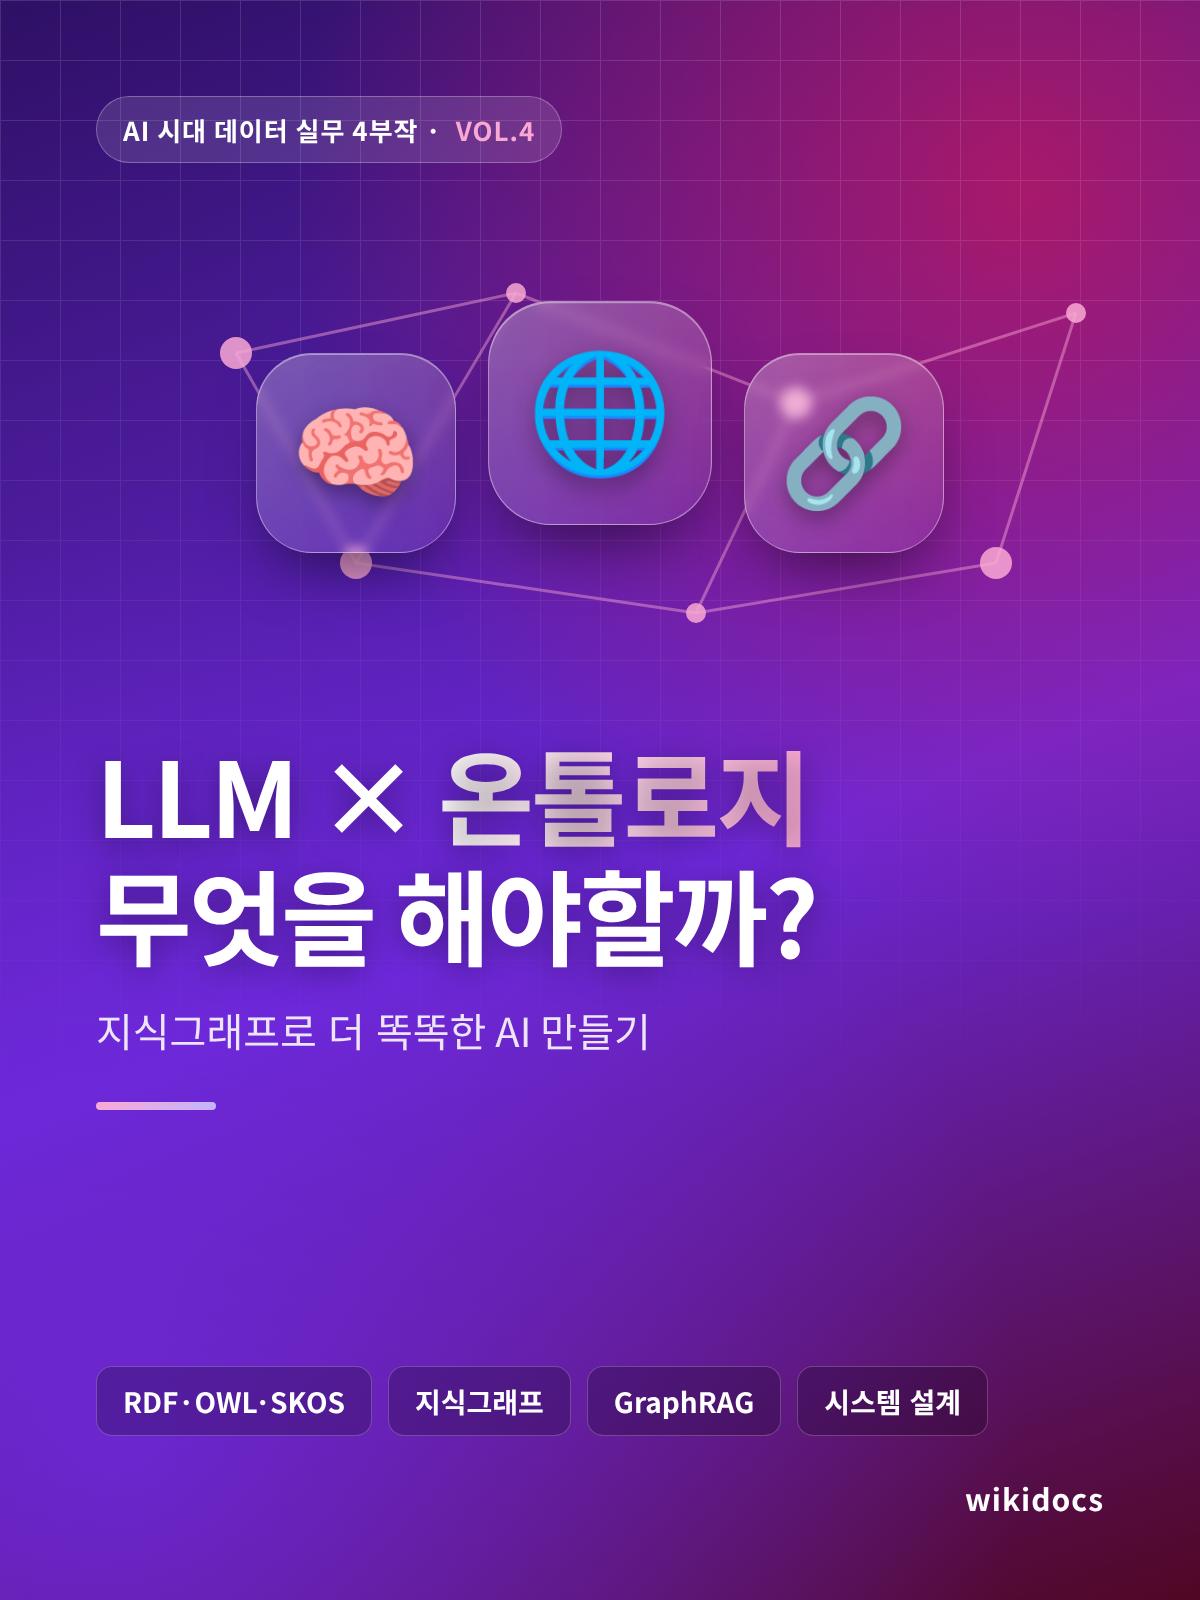 AI 시대 데이터 실무 4부작 · VOL.4
LLM × 온톨로지
무엇을 해야할까?
지식그래프로 더 똑똑한 AI 만들기
RDF·OWL·SKOS
지식그래프
GraphRAG
시스템 설계
wikidocs